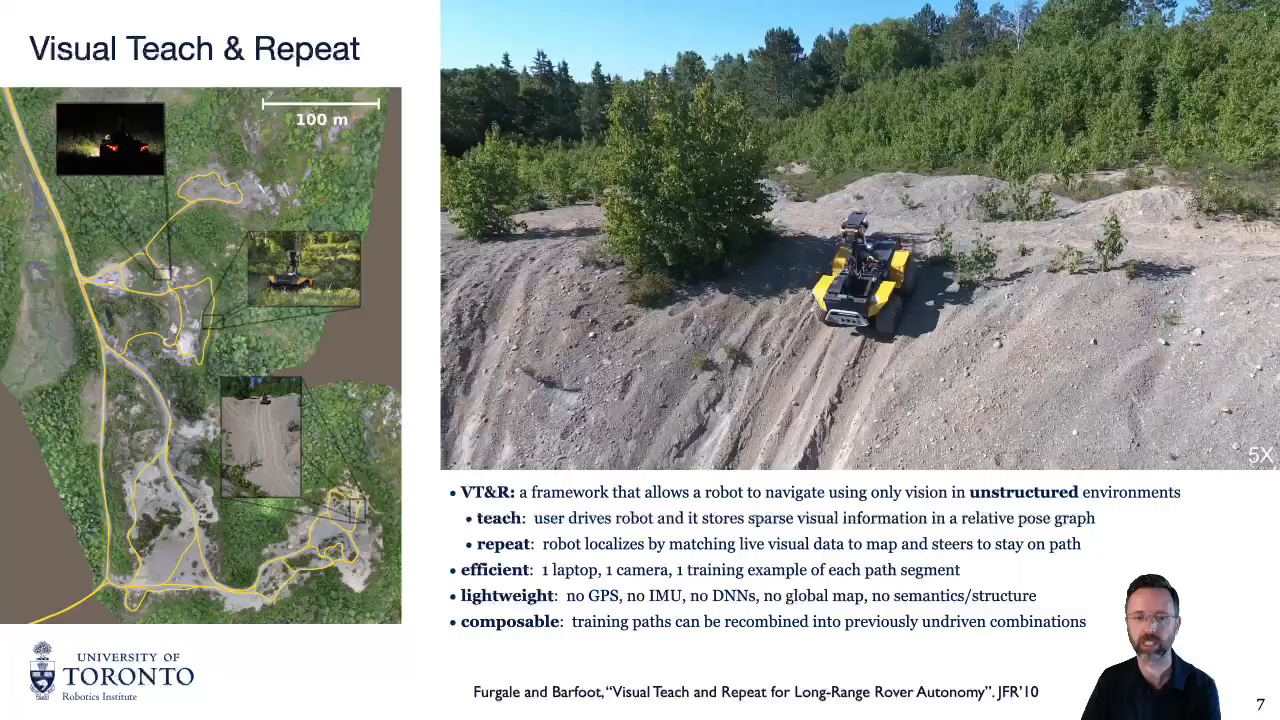 Visual Teach & Repeat
100 m
5X
• VT&R: a framework that allows a robot to navigate using only vision in unstructured environments
• teach: user drives robot and it stores sparse visual information in a relative pose graph
• repeat: robot localizes by matching live visual data to map and steers to stay on path
• efficient: 1 laptop, 1 camera, 1 training example of each path segment
• lightweight: no GPS, no IMU, no DNNs, no global map, no semantics/structure
• composable: training paths can be recombined into previously undriven combinations
UNIVERSITY OF
TORONTO
Robotics Institute
Furgale and Barfoot, “Visual Teach and Repeat for Long-Range Rover Autonomy”. JFR’10
7